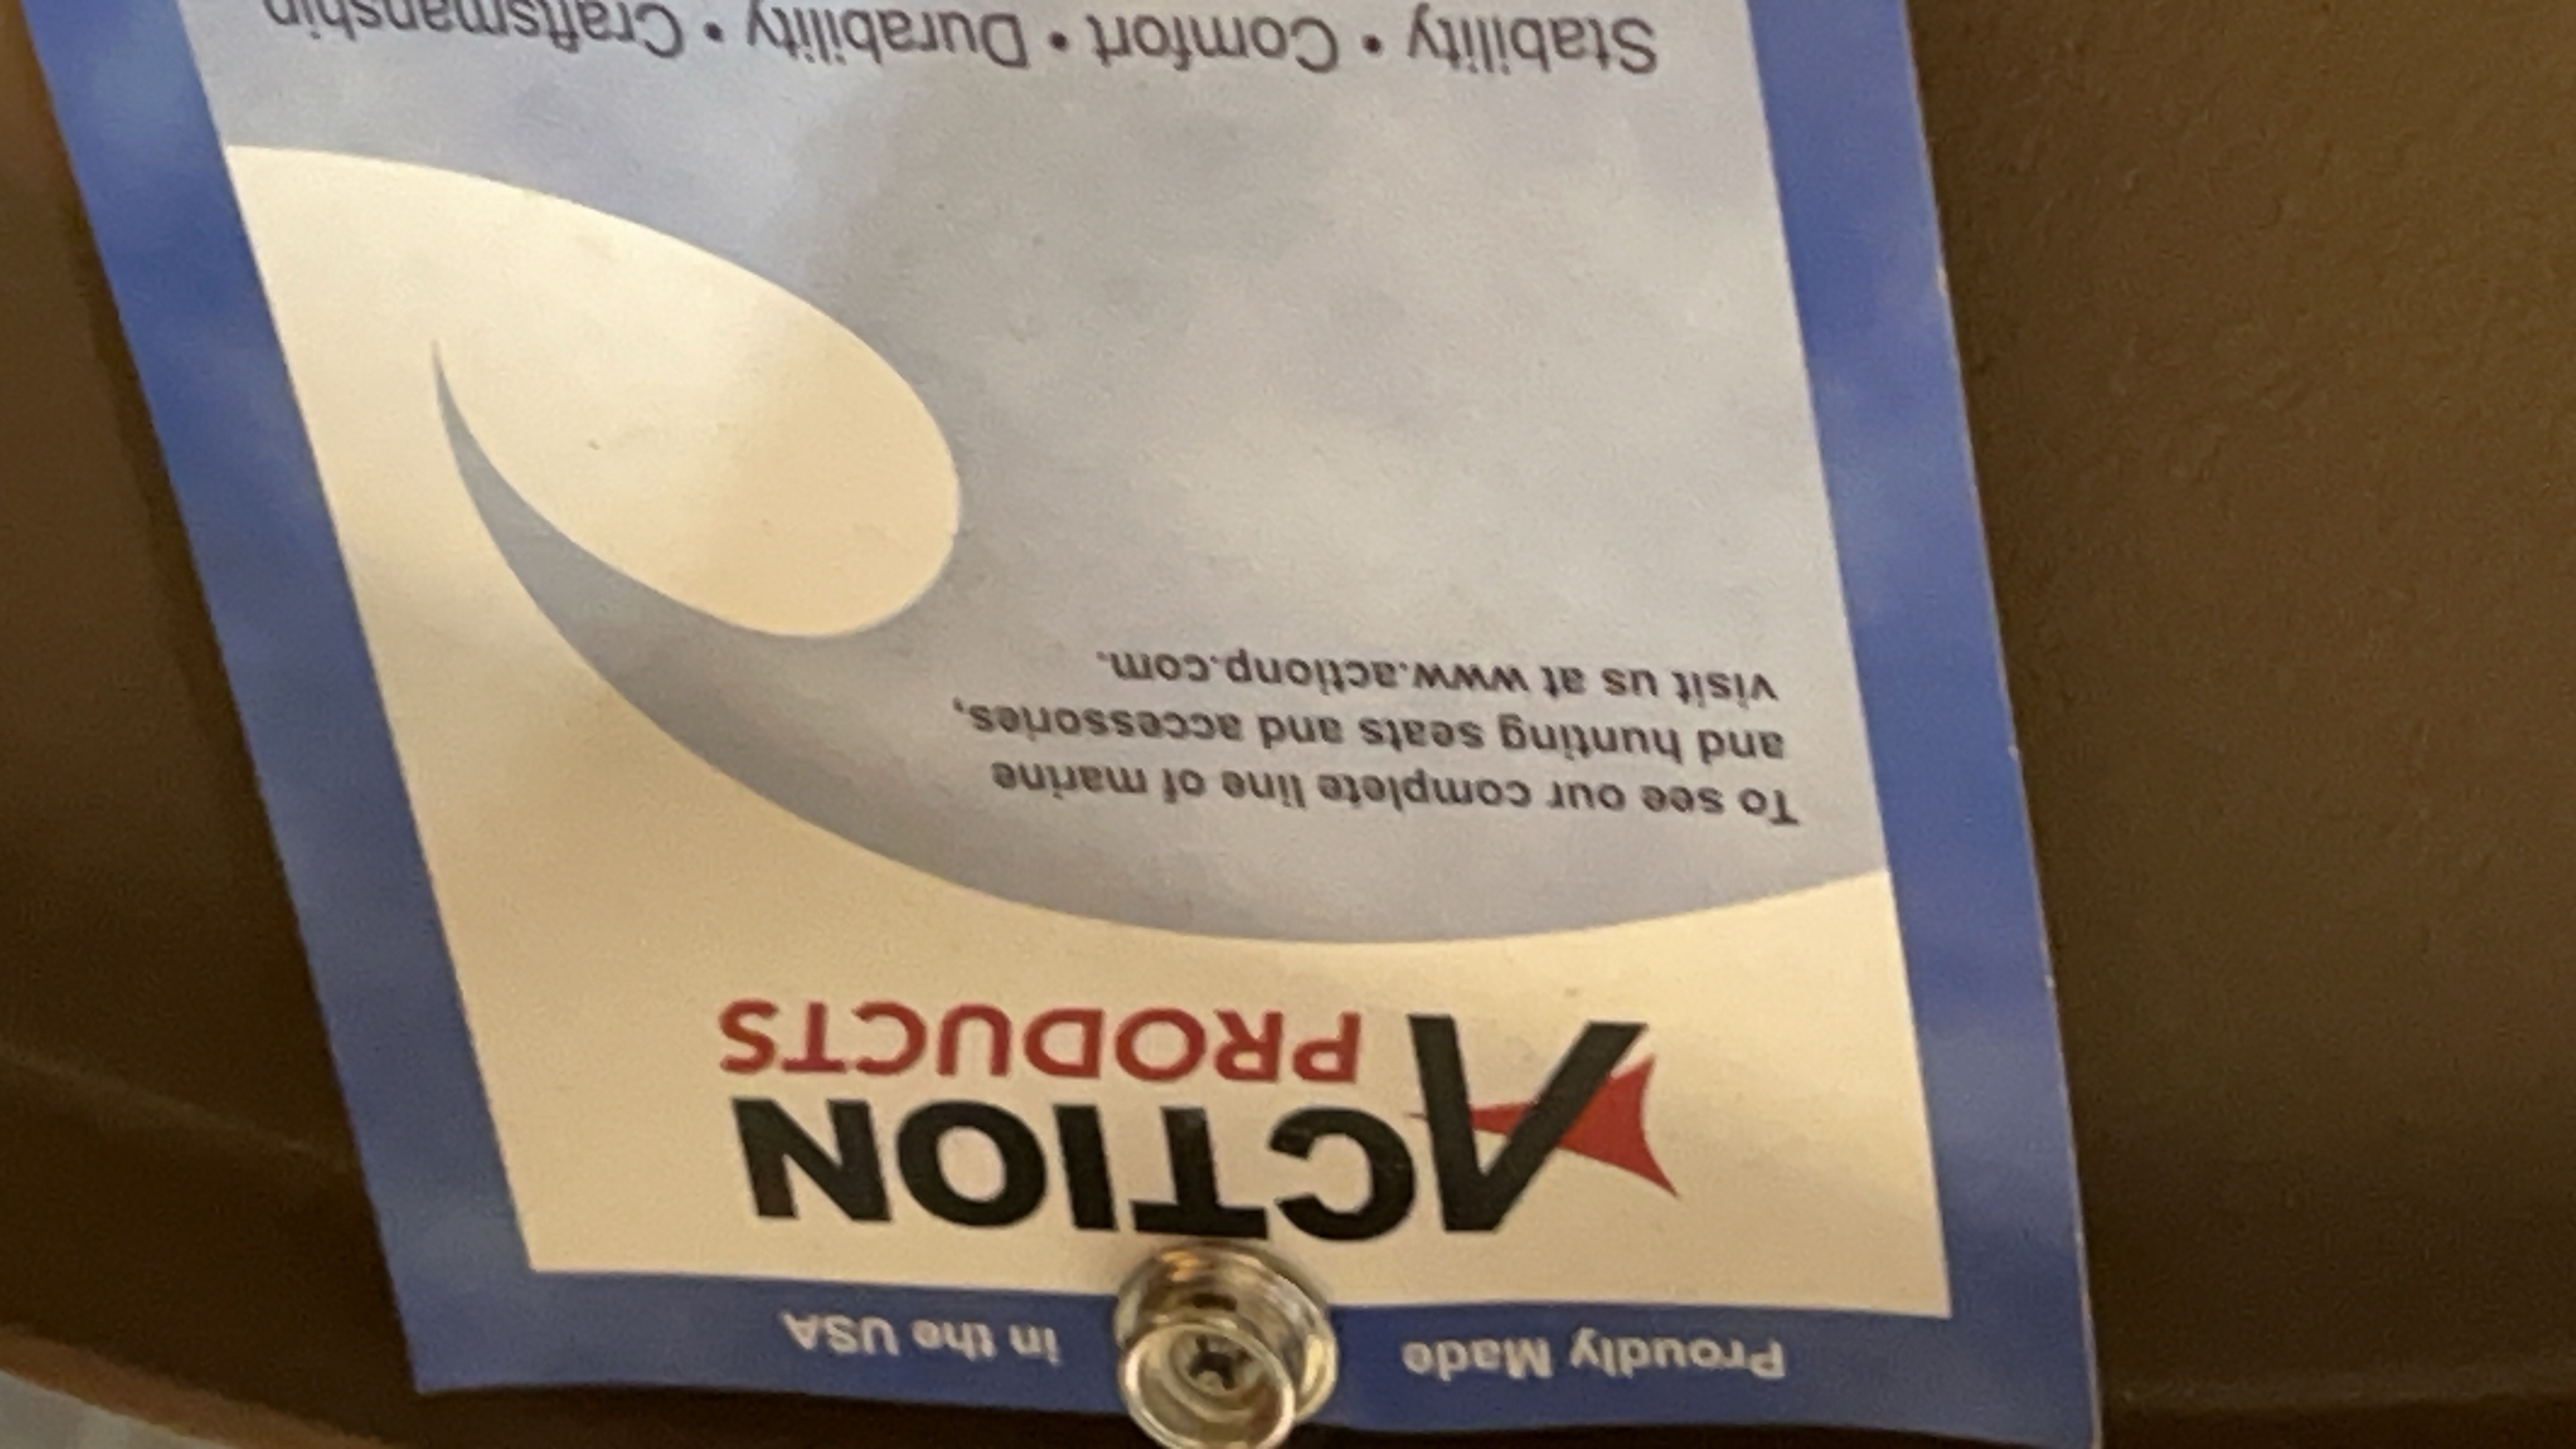 Proudly Made in the USA
ACTION
PRODUCTS
To see our complete line of marine
and hunting seats and accessories,
visit us at www.actionp.com.
Stability • Comfort • Durability • Craftsmanship